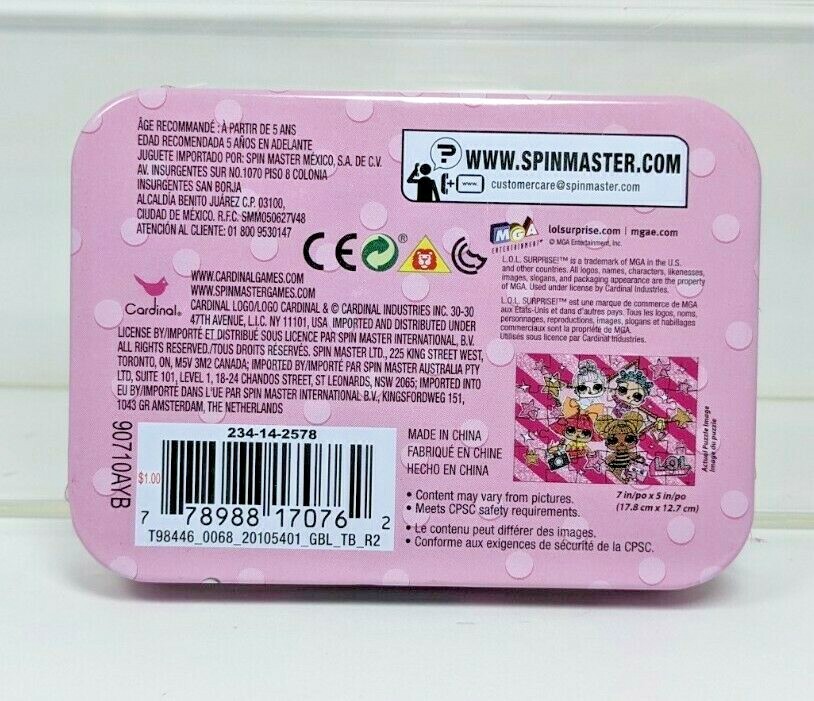 ÂGE RECOMMANDÉ : À PARTIR DE 5 ANS
EDAD RECOMENDADA 5 AÑOS EN ADELANTE
JUGUETE IMPORTADO POR: SPIN MASTER MÉXICO, S.A. DE C.V.
AV. INSURGENTES SUR NO.1070 PISO 8 COLONIA
INSURGENTES SAN BORJA
ALCALDÍA BENITO JUÁREZ C.P. 03100,
CIUDAD DE MÉXICO. R.F.C. SMM050627V48
ATENCIÓN AL CLIENTE: 01 800 9530147
?
WWW.SPINMASTER.COM
www
customercare@spinmaster.com
CE
®
MGA
ENTERTAINMENT™
lolsurprise.com | mgae.com
© MGA Entertainment, Inc.
L.O.L. SURPRISE!™ is a trademark of MGA in the U.S.
and other countries. All logos, names, characters, likenesses,
images, slogans, and packaging appearance are the property
of MGA. Used under license by Cardinal Industries.
L.O.L. SURPRISE!™ est une marque de commerce de MGA
aux États-Unis et dans d'autres pays. Tous les logos, noms,
personnages, reproductions, images, slogans et habillages
commerciaux sont la propriété de MGA.
Utilisés sous licence par Cardinal Industries.
Cardinal®
WWW.CARDINALGAMES.COM
WWW.SPINMASTERGAMES.COM
CARDINAL LOGO/LOGO CARDINAL & © CARDINAL INDUSTRIES INC. 30-30
47TH AVENUE, L.I.C. NY 11101, USA. IMPORTED AND DISTRIBUTED UNDER
LICENSE BY/IMPORTÉ ET DISTRIBUÉ SOUS LICENCE PAR SPIN MASTER INTERNATIONAL, B.V.
ALL RIGHTS RESERVED./TOUS DROITS RÉSERVÉS. SPIN MASTER LTD., 225 KING STREET WEST,
TORONTO, ON, M5V 3M2 CANADA; IMPORTED BY/IMPORTÉ PAR SPIN MASTER AUSTRALIA PTY
LTD, SUITE 101, LEVEL 1, 18-24 CHANDOS STREET, ST LEONARDS, NSW 2065; IMPORTED INTO
EU BY/IMPORTÉ DANS L'UE PAR SPIN MASTER INTERNATIONAL B.V., KINGSFORDWEG 151,
1043 GR AMSTERDAM, THE NETHERLANDS
90710AYB
234-14-2578
$1.00
7 78988 17076 2
T98446_0068_20105401_GBL_TB_R2
MADE IN CHINA
FABRIQUÉ EN CHINE
HECHO EN CHINA
• Content may vary from pictures.
• Meets CPSC safety requirements.
• Le contenu peut différer des images.
• Conforme aux exigences de sécurité de la CPSC.
LOL
Actual Puzzle Image
Image du puzzle
7 in/po x 5 in/po
(17.8 cm x 12.7 cm)